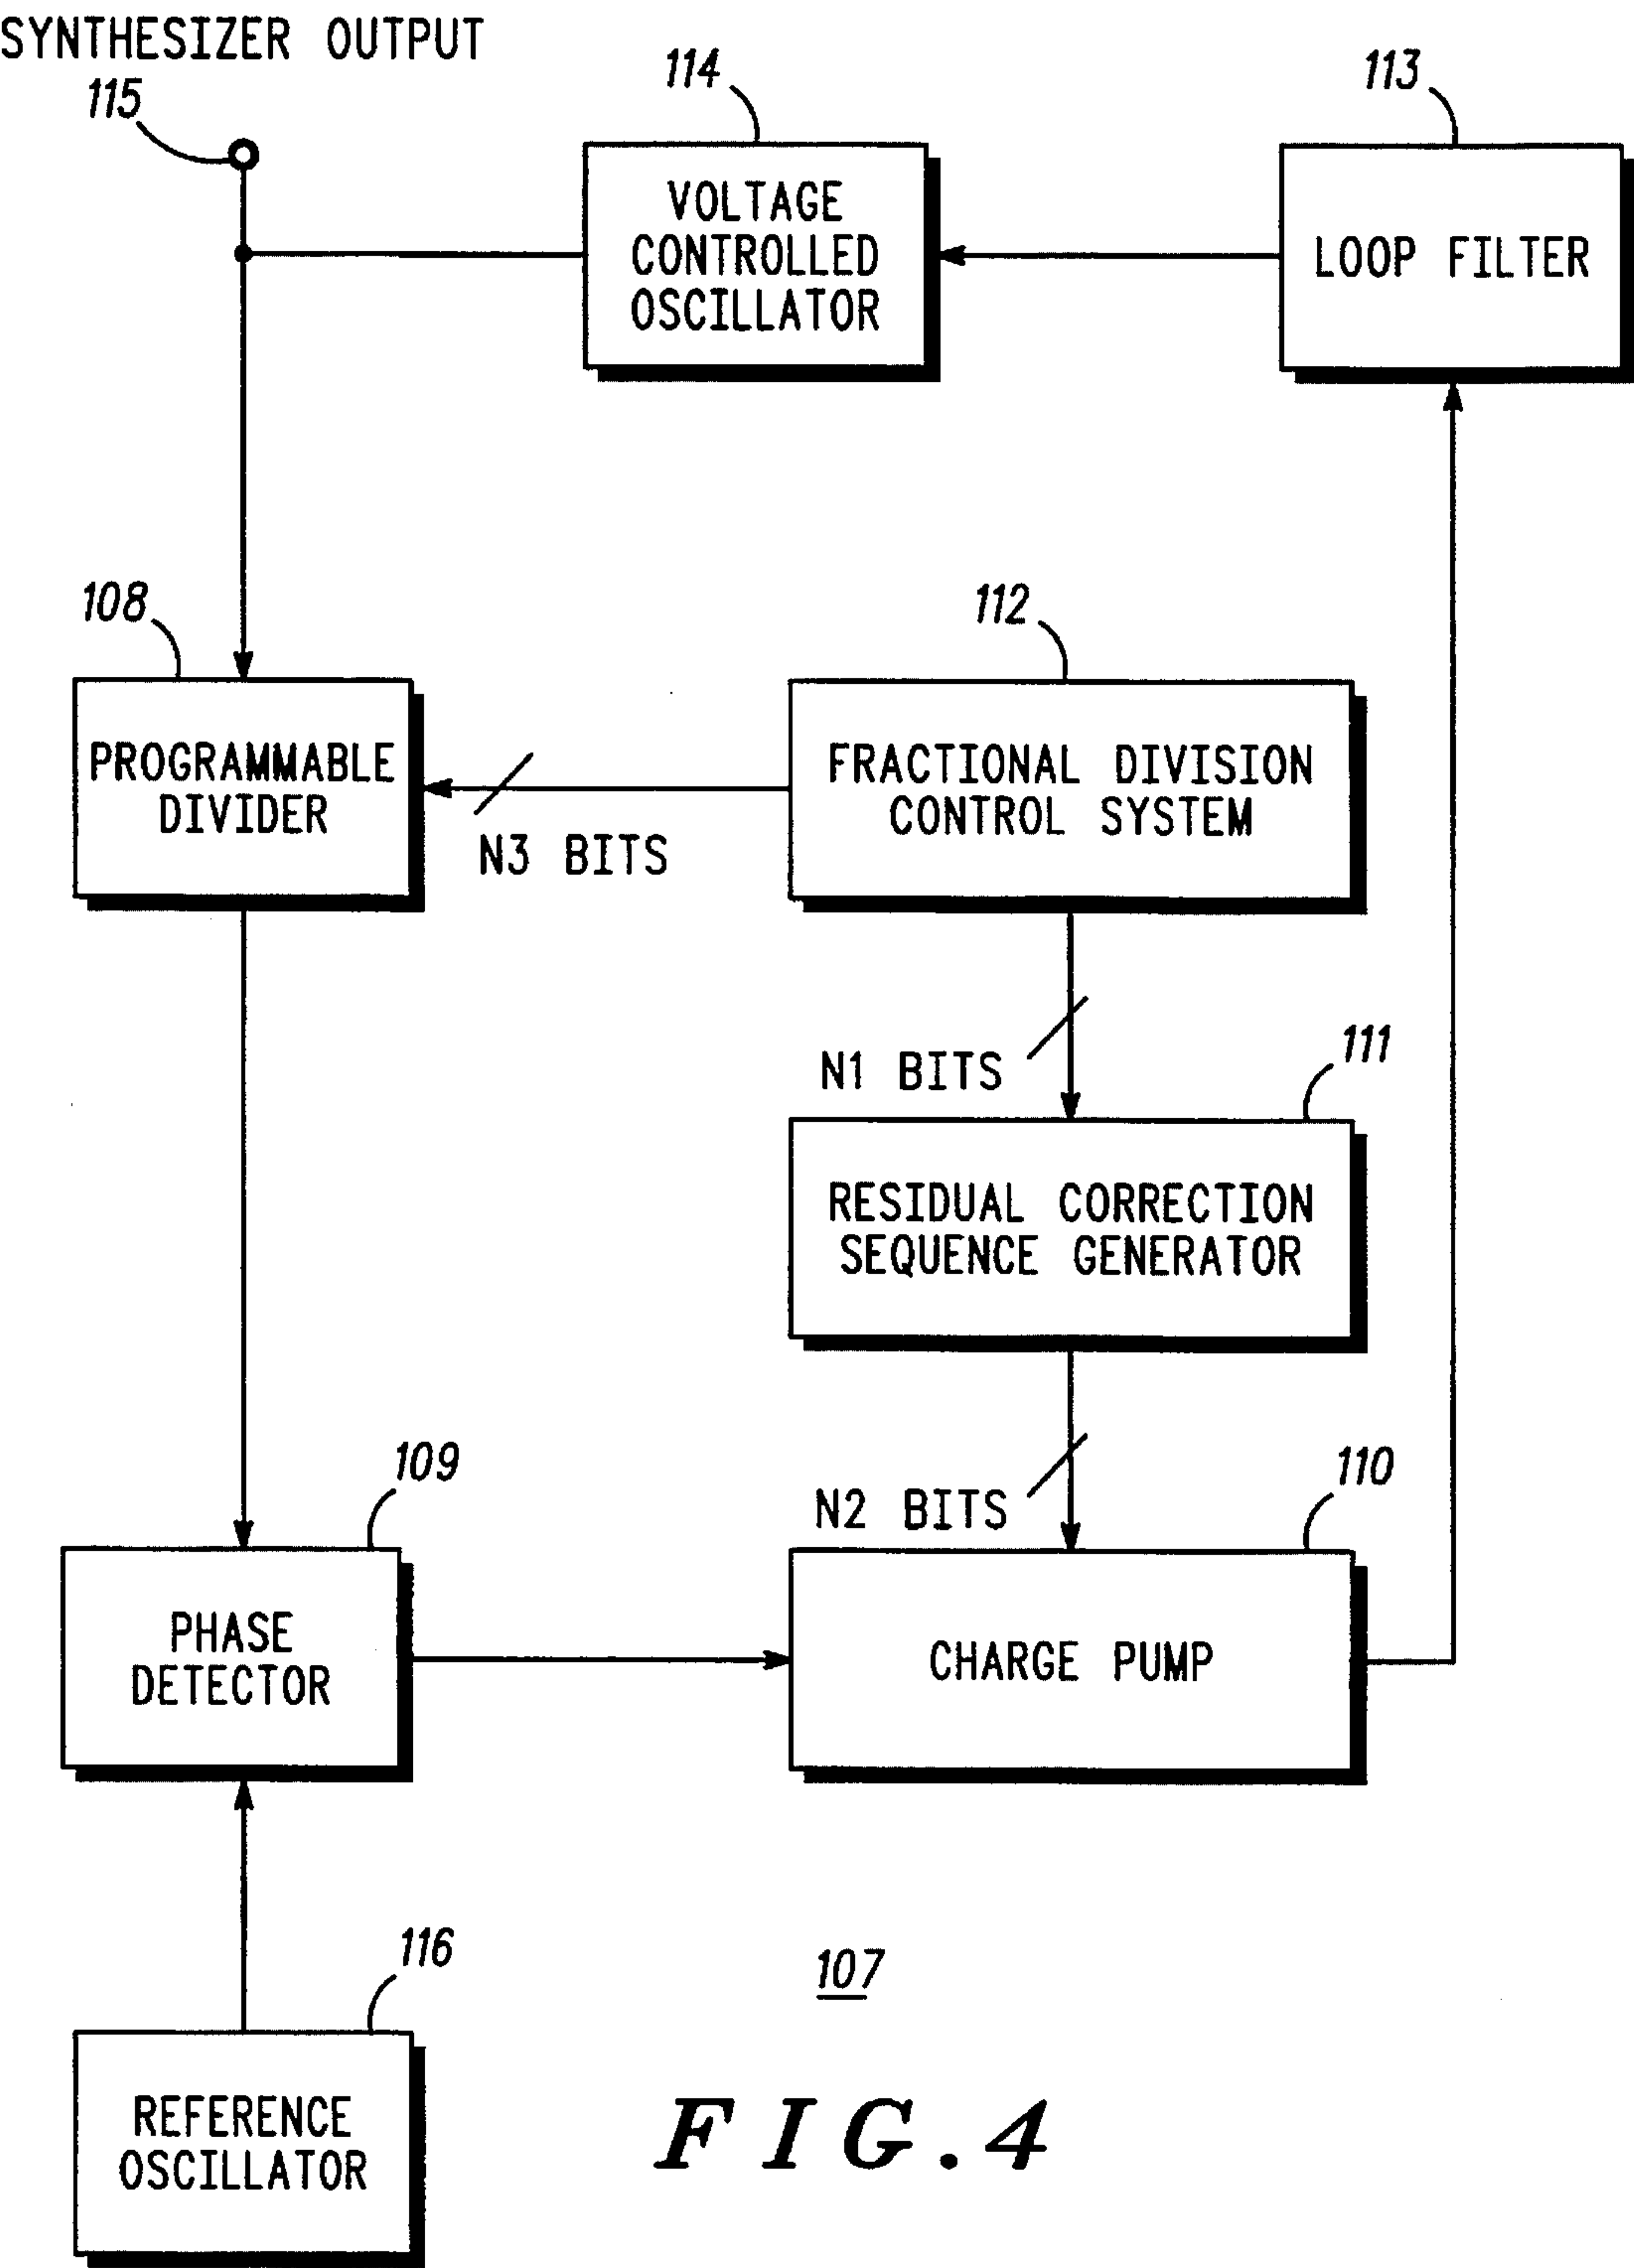 SYNTHESIZER OUTPUT
115
114
113
VOLTAGE
CONTROLLED
OSCILLATOR
LOOP FILTER
108
112
PROGRAMMABLE
DIVIDER
N3 BITS
FRACTIONAL DIVISION
CONTROL SYSTEM
N1 BITS
111
RESIDUAL CORRECTION
SEQUENCE GENERATOR
109
N2 BITS
110
PHASE
DETECTOR
CHARGE PUMP
116
107
REFERENCE
OSCILLATOR
FIG.4